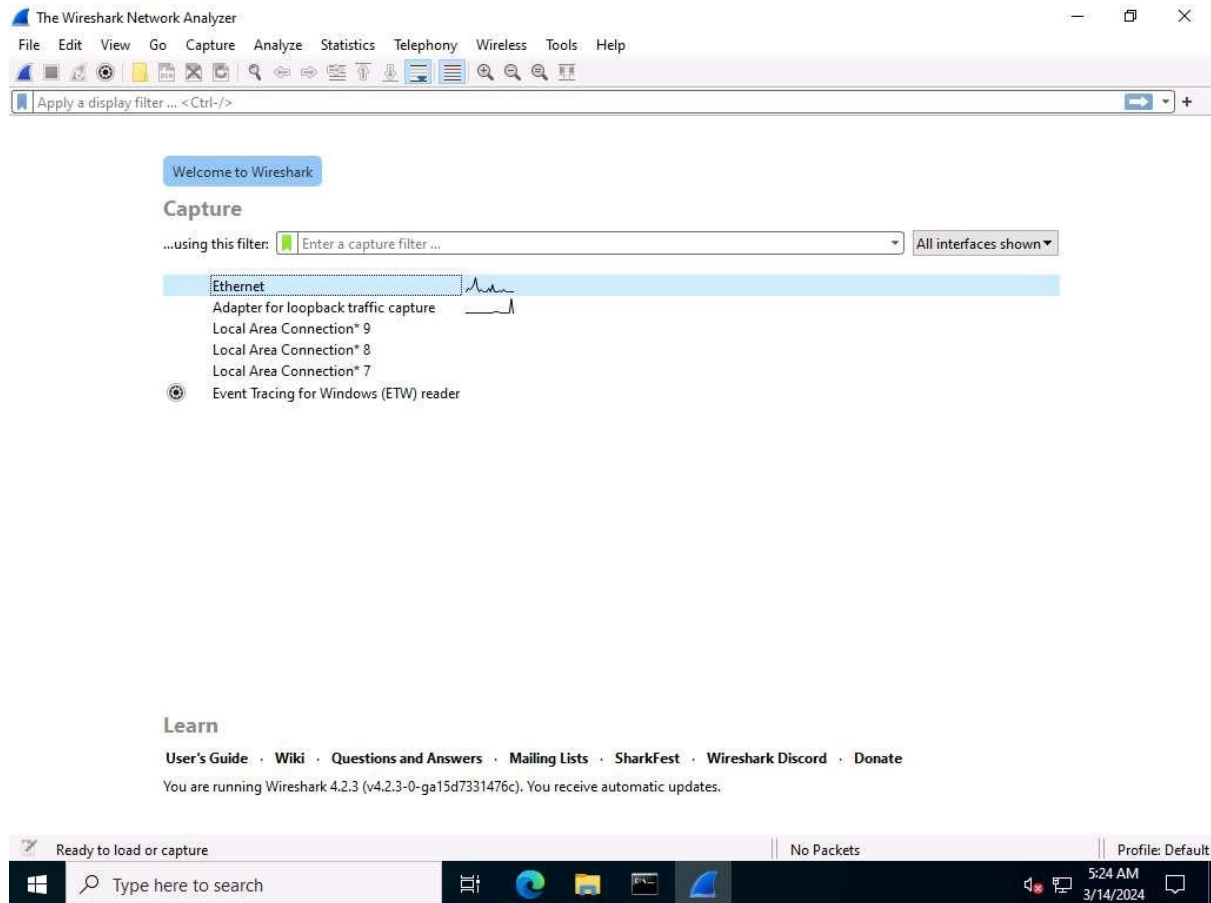 The Wireshark Network Analyzer
File Edit View Go Capture Analyze Statistics Telephony Wireless Tools Help
Apply a display filter ... <Ctrl-/>
+
Welcome to Wireshark
Capture
...using this filter: Enter a capture filter ... All interfaces shown
Ethernet
Adapter for loopback traffic capture
Local Area Connection* 9
Local Area Connection* 8
Local Area Connection* 7
Event Tracing for Windows (ETW) reader
Learn
User's Guide · Wiki · Questions and Answers · Mailing Lists · SharkFest · Wireshark Discord · Donate
You are running Wireshark 4.2.3 (v4.2.3-0-ga15d7331476c). You receive automatic updates.
Ready to load or capture No Packets Profile: Default
Type here to search
5:24 AM
3/14/2024